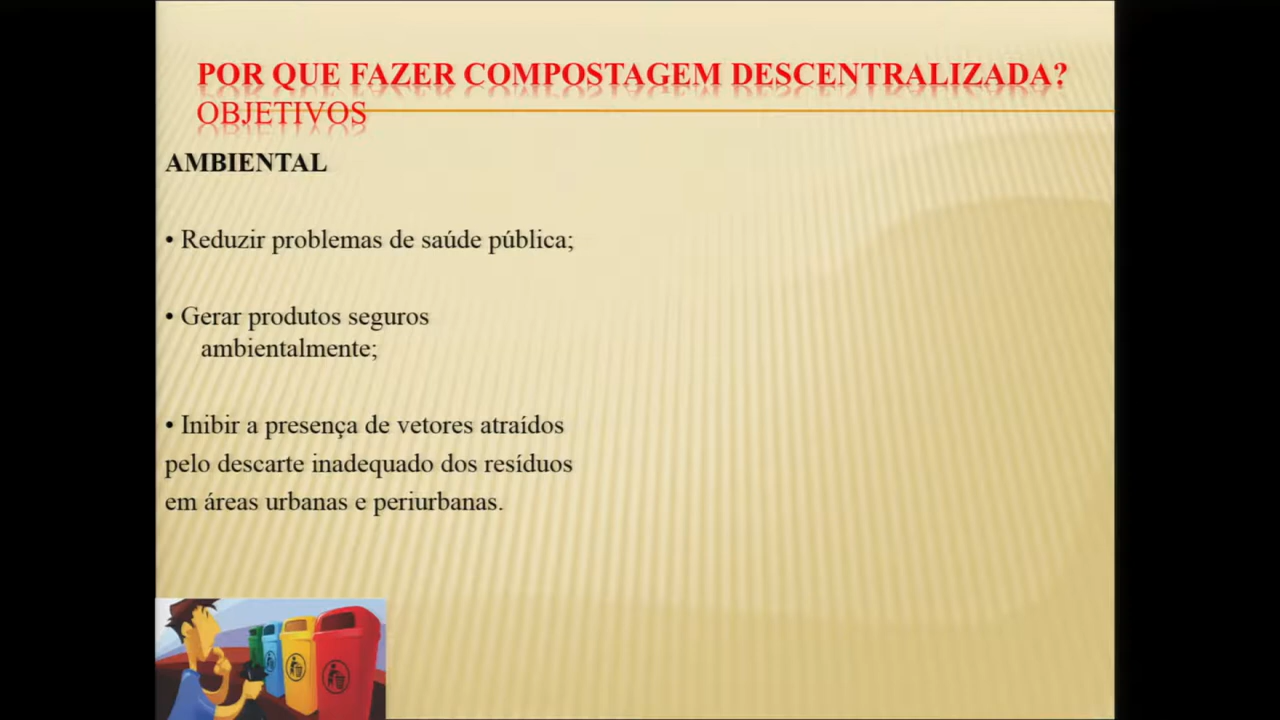 POR QUE FAZER COMPOSTAGEM DESCENTRALIZADA?
OBJETIVOS
AMBIENTAL
• Reduzir problemas de saúde pública;
• Gerar produtos seguros
ambientalmente;
• Inibir a presença de vetores atraídos
pelo descarte inadequado dos resíduos
em áreas urbanas e periurbanas.